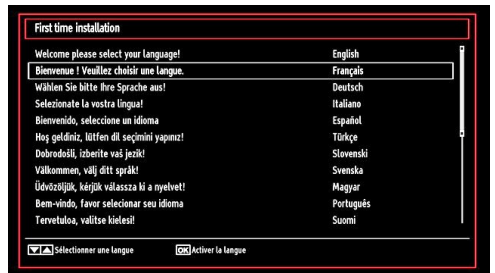 First time installation
Welcome please select your language! English
Bienvenue ! Veuillez choisir une langue. Français
Wählen Sie bitte Ihre Sprache aus! Deutsch
Selezionate la vostra lingua! Italiano
Bienvenido, seleccione un idioma Español
Hoş geldiniz, lütfen dil seçimini yapınız! Türkçe
Dobrodošli, izberite vaš jezik! Slovenski
Välkommen, välj ditt språk! Svenska
Üdvözöljük, kérjük válassza ki a nyelvet! Magyar
Bem-vindo, favor selecionar seu idioma Português
Tervetuloa, valitse kielesi! Suomi
Sélectionner une langue OK Activer la langue